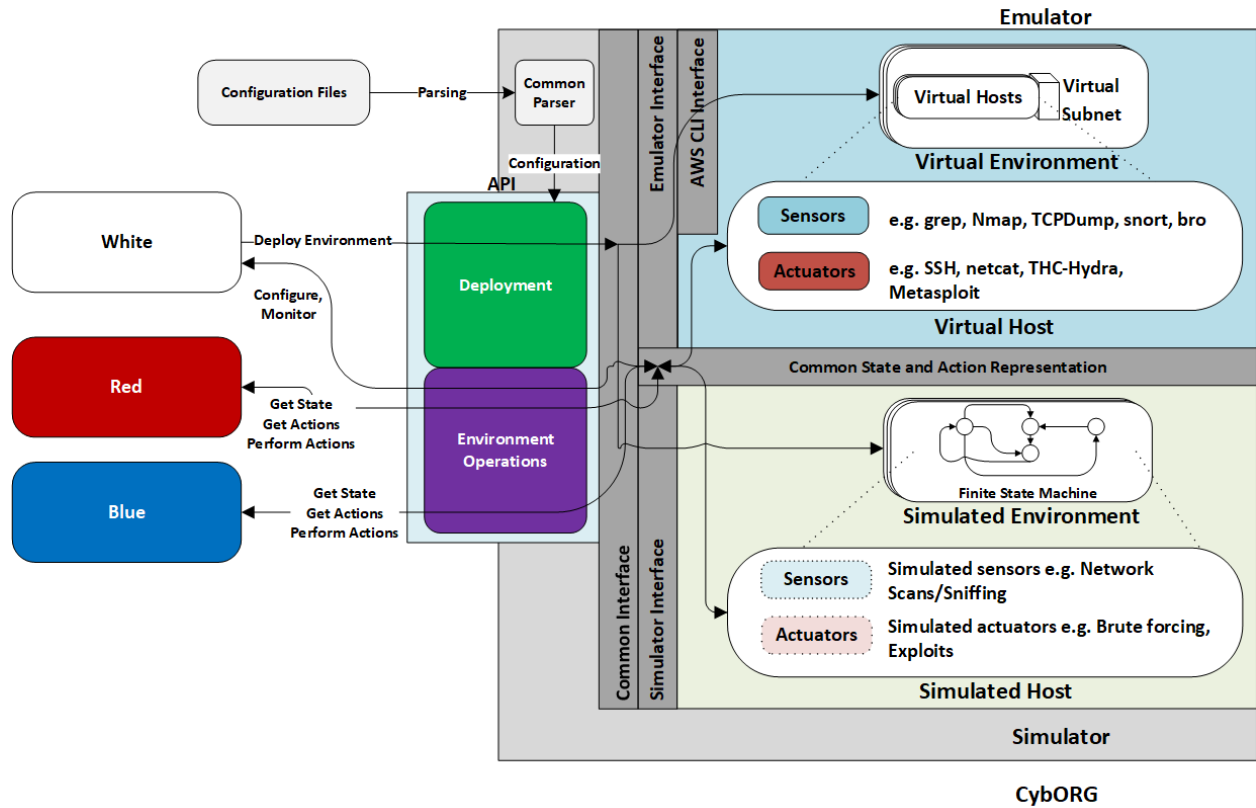 Emulator
Configuration Files
Parsing
Common
Parser
Configuration
API
Emulator Interface
AWS CLI Interface
Virtual Hosts
Virtual
Subnet
Virtual Environment
White
Deploy Environment
Configure,
Monitor
Deployment
Sensors
e.g. grep, Nmap, TCPDump, snort, bro
Actuators
e.g. SSH, netcat, THC-Hydra,
Metasploit
Virtual Host
Common State and Action Representation
Red
Get State
Get Actions
Perform Actions
Environment
Operations
Blue
Get State
Get Actions
Perform Actions
Common Interface
Simulator Interface
Finite State Machine
Simulated Environment
Sensors
Simulated sensors e.g. Network
Scans/Sniffing
Actuators
Simulated actuators e.g. Brute forcing,
Exploits
Simulated Host
Simulator
CybORG